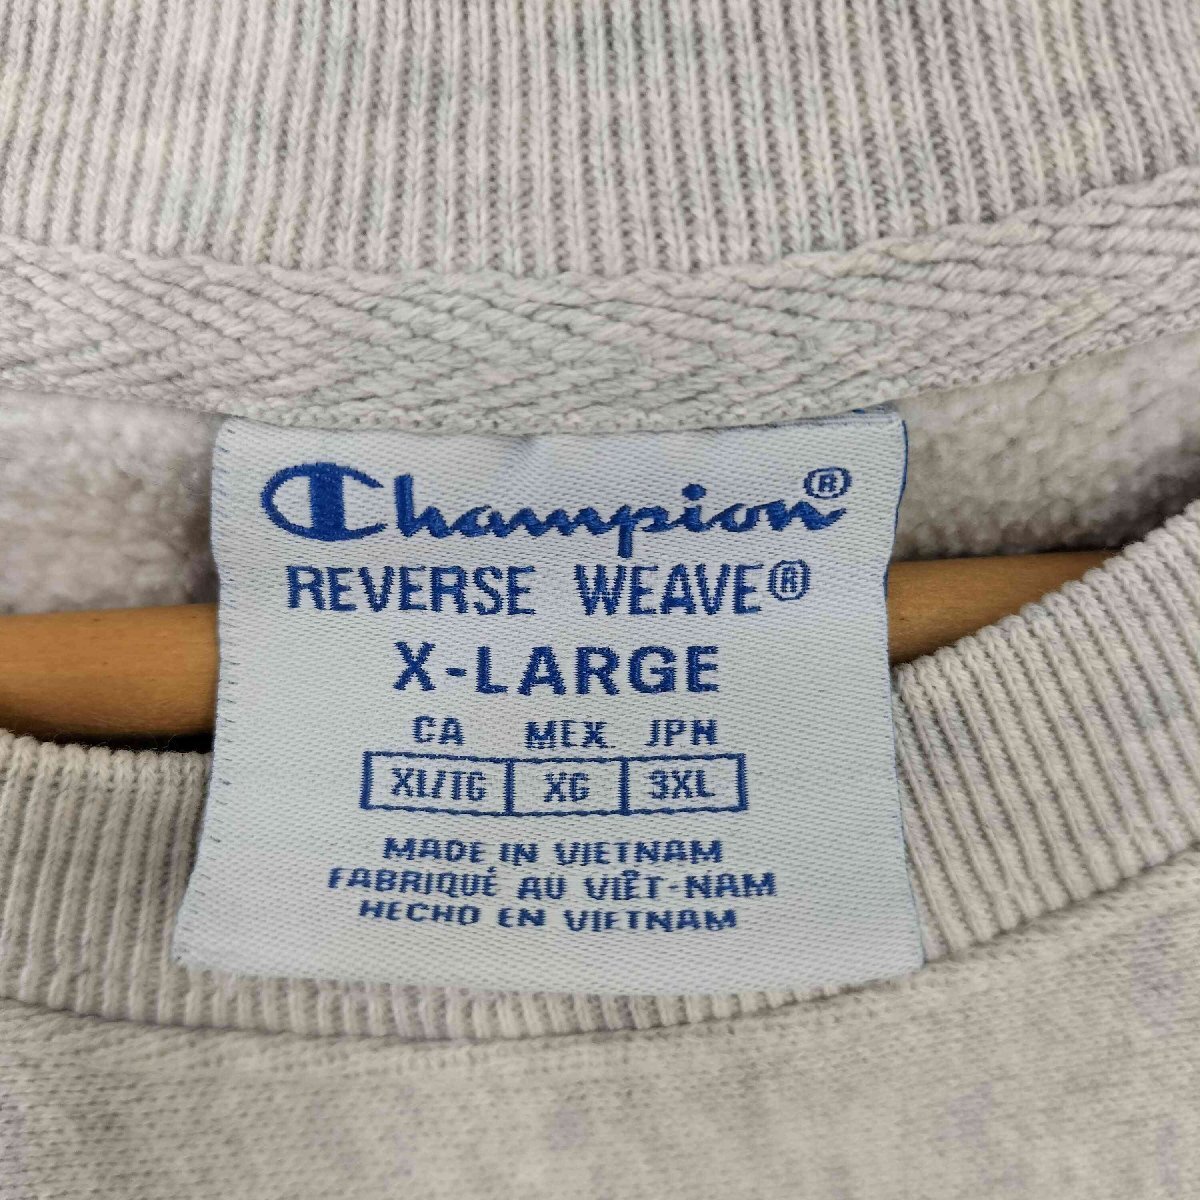 Champion®
REVERSE WEAVE®
X-LARGE
CA MEX JPN
XL/TG XG 3XL
MADE IN VIETNAM
FABRIQUÉ AU VIÊT-NAM
HECHO EN VIETNAM